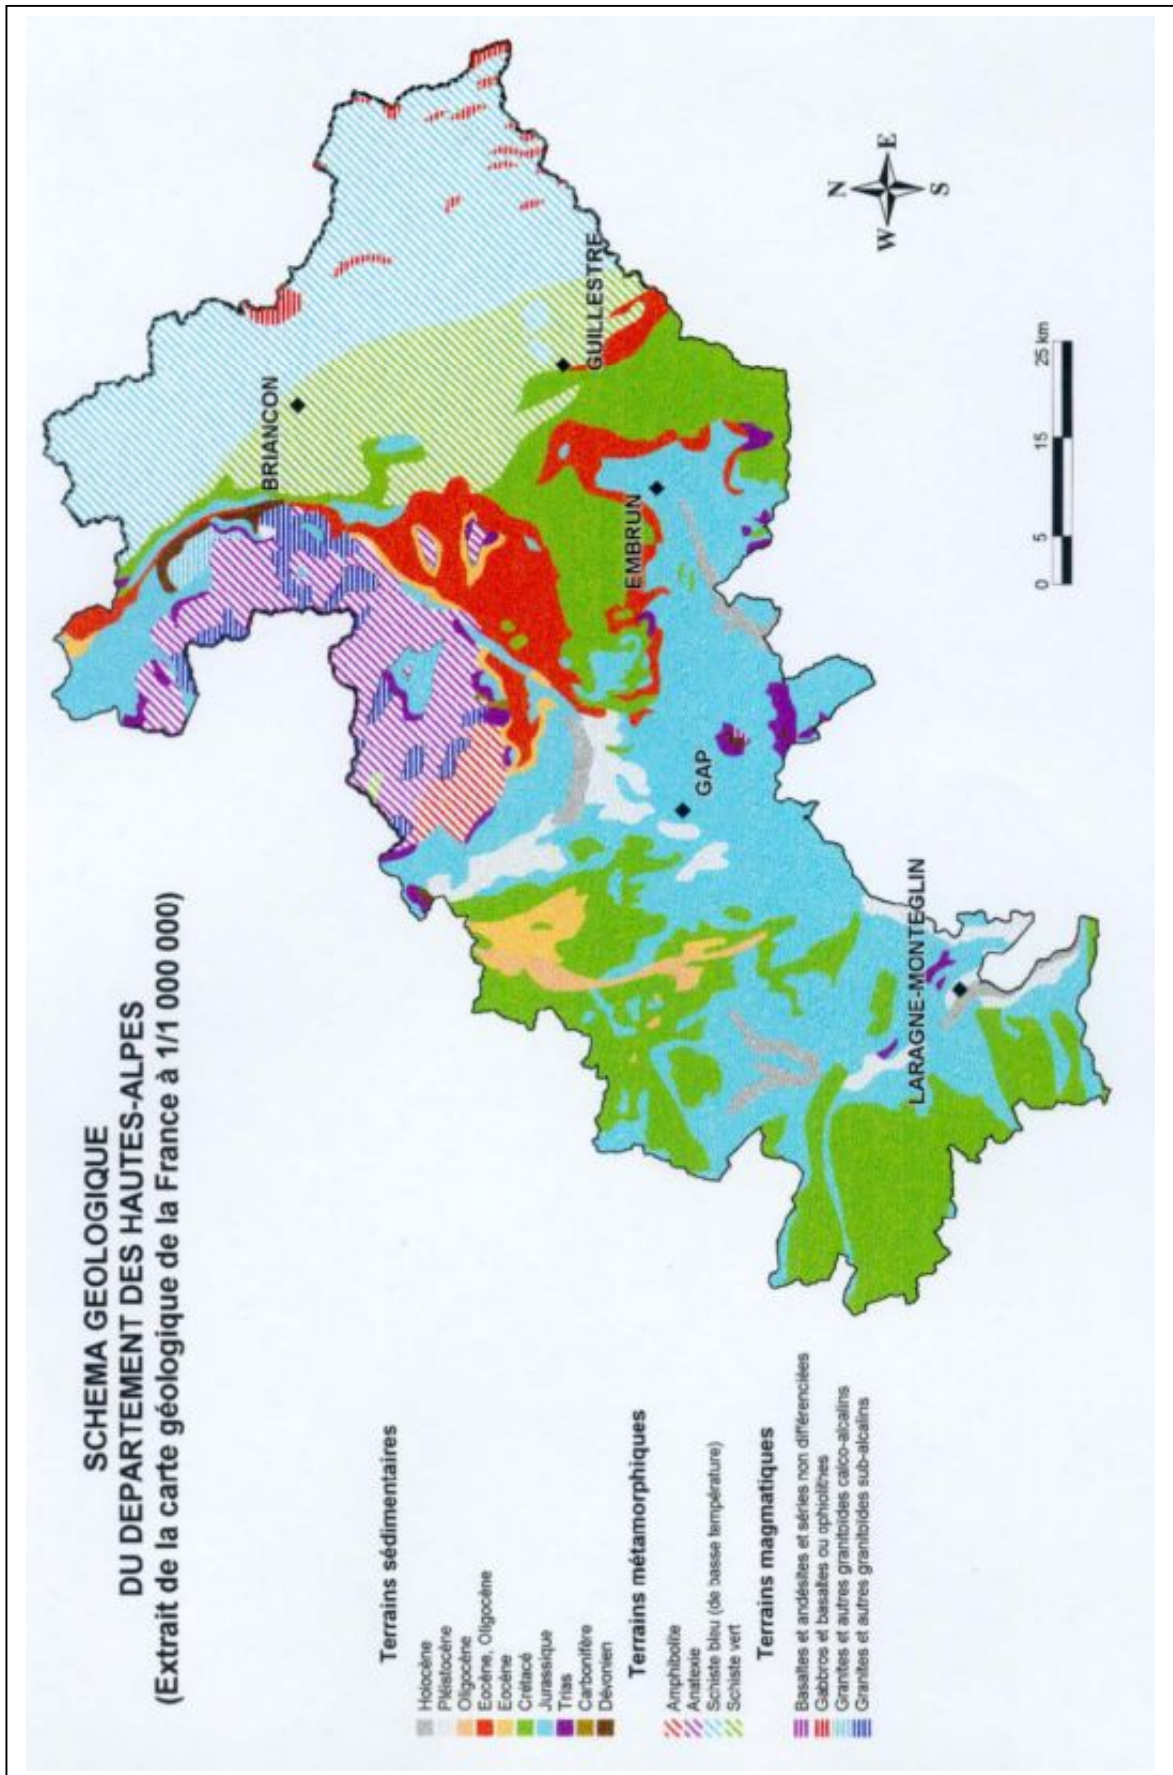 SCHEMA GEOLOGIQUE
DU DEPARTEMENT DES HAUTES-ALPES
(Extrait de la carte géologique de la France à 1/1 000 000)
Terrains sédimentaires
Holocène
Pléistocène
Oligocène
Eocène, Oligocène
Eocène
Crétacé
Jurassique
Trias
Carbonifère
Dévonien
Terrains métamorphiques
Amphibolite
Anatexie
Schiste bleu (de basse température)
Schiste vert
Terrains magmatiques
Basaltes et andésites et séries non différenciées
Gabbros et basaltes ou ophiolithes
Granites et autres granitoïdes calco-alcalins
Granites et autres granitoïdes sub-alcalins
BRIANCON
GUILLESTRE
EMBRUN
GAP
LARAGNE-MONTEGLIN
N
E
S
W
0
5
15
25 km